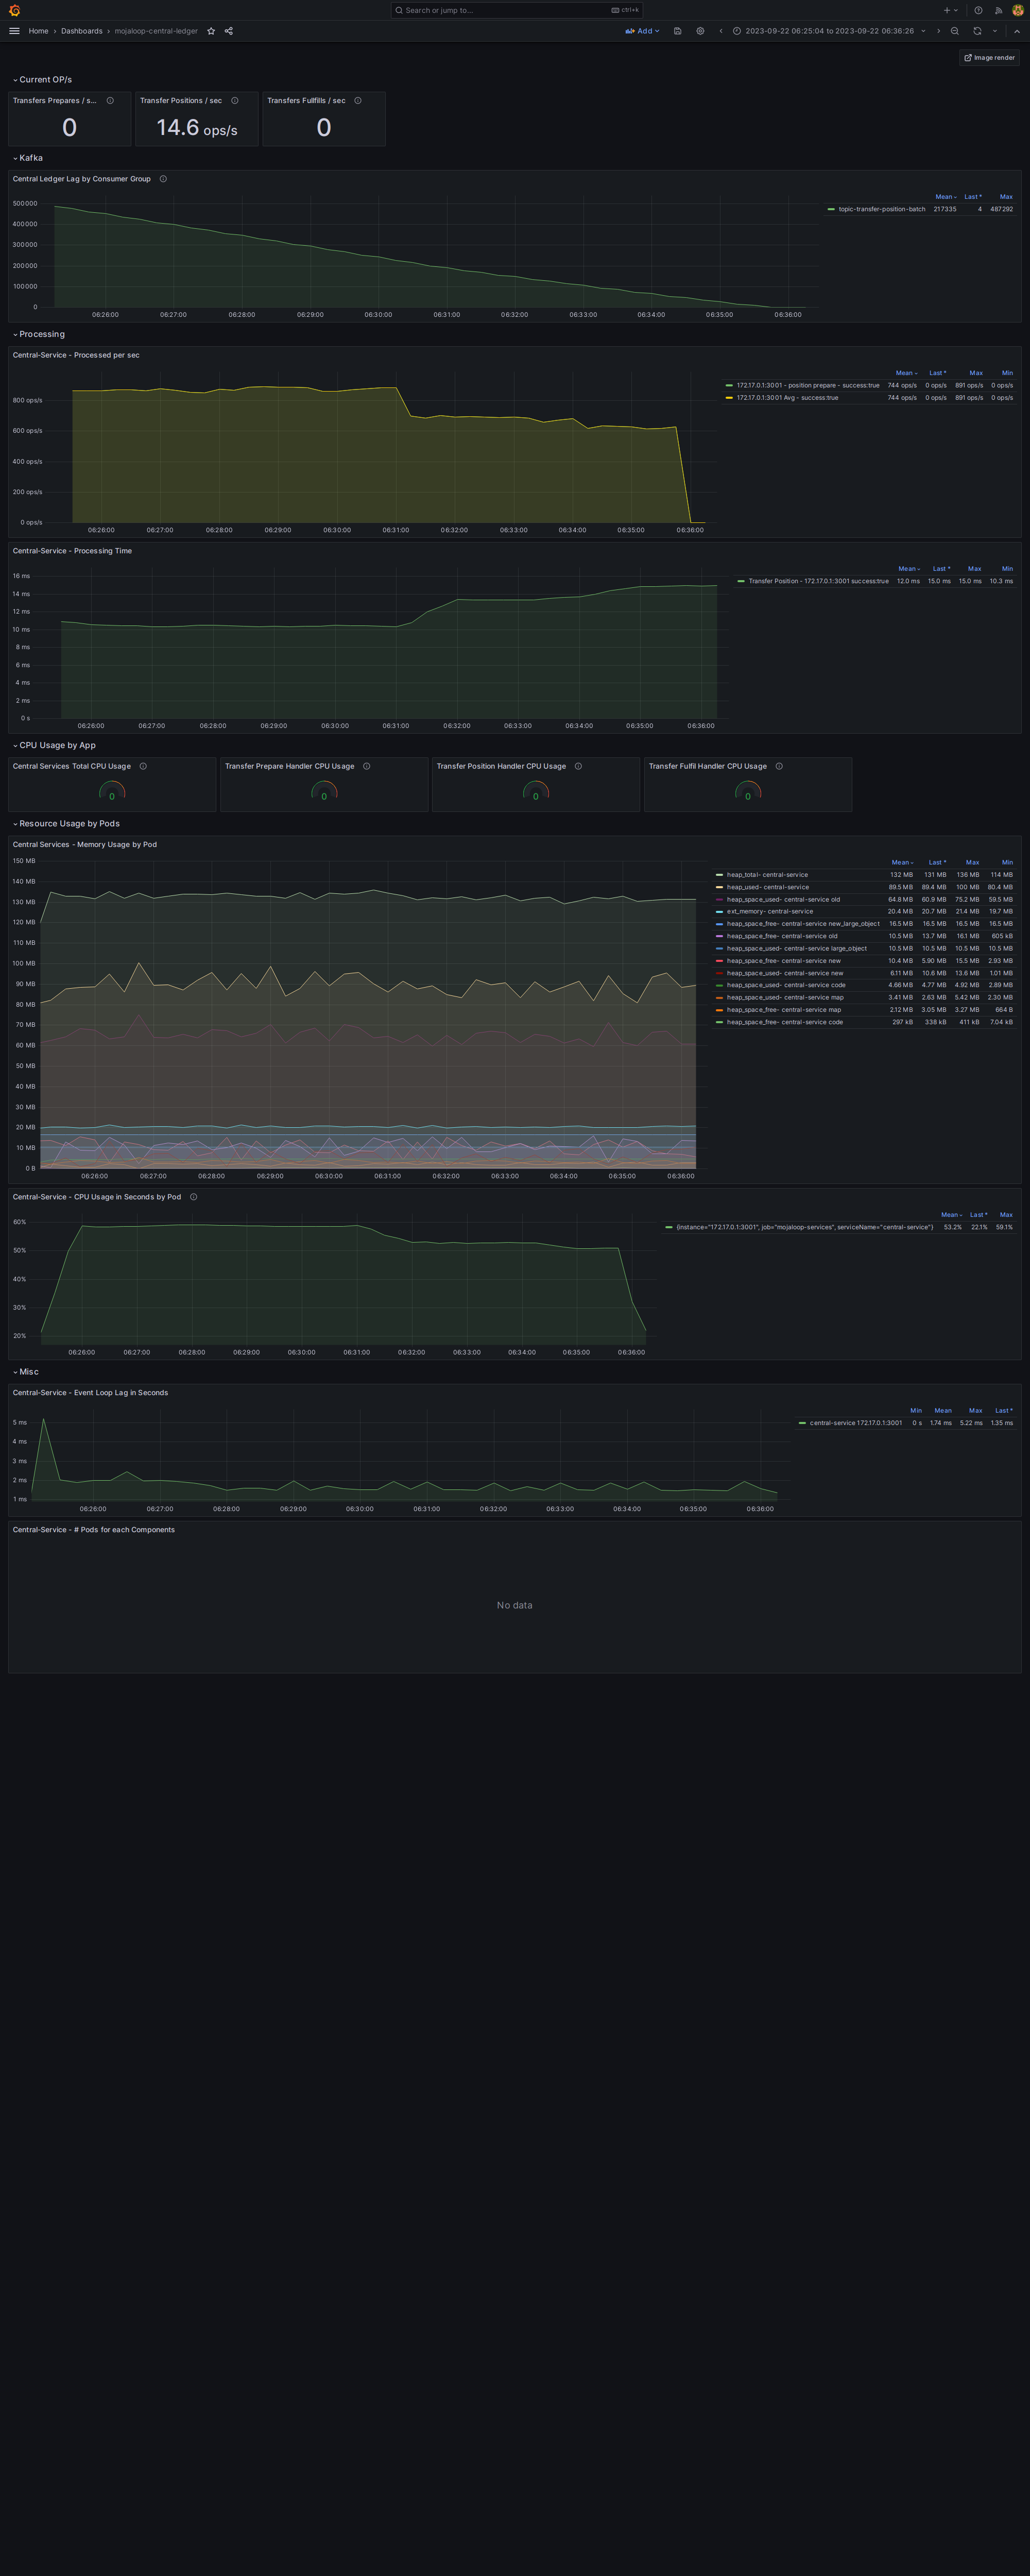 Search or jump to...
ctrl+k
Home › Dashboards › mojaloop-central-ledger
Add
2023-09-22 06:25:04 to 2023-09-22 06:36:26
Image render
Current OP/s
Transfers Prepares / s...
Transfer Positions / sec
Transfers Fullfills / sec
0
14.6 ops/s
0
Kafka
Central Ledger Lag by Consumer Group
500000
400000
300000
200000
100000
0
06:26:00 06:27:00 06:28:00 06:29:00 06:30:00 06:31:00 06:32:00 06:33:00 06:34:00 06:35:00 06:36:00
Mean Last * Max
topic-transfer-position-batch 217335 4 487292
Processing
Central-Service - Processed per sec
800 ops/s
600 ops/s
400 ops/s
200 ops/s
0 ops/s
06:26:00 06:27:00 06:28:00 06:29:00 06:30:00 06:31:00 06:32:00 06:33:00 06:34:00 06:35:00 06:36:00
Mean Last * Max Min
172.17.0.1:3001 - position prepare - success:true 744 ops/s 0 ops/s 891 ops/s 0 ops/s
172.17.0.1:3001 Avg - success:true 744 ops/s 0 ops/s 891 ops/s 0 ops/s
Central-Service - Processing Time
16 ms
14 ms
12 ms
10 ms
8 ms
6 ms
4 ms
2 ms
0 s
06:26:00 06:27:00 06:28:00 06:29:00 06:30:00 06:31:00 06:32:00 06:33:00 06:34:00 06:35:00 06:36:00
Mean Last * Max Min
Transfer Position - 172.17.0.1:3001 success:true 12.0 ms 15.0 ms 15.0 ms 10.3 ms
CPU Usage by App
Central Services Total CPU Usage
Transfer Prepare Handler CPU Usage
Transfer Position Handler CPU Usage
Transfer Fulfil Handler CPU Usage
0
0
0
0
Resource Usage by Pods
Central Services - Memory Usage by Pod
150 MB
140 MB
130 MB
120 MB
110 MB
100 MB
90 MB
80 MB
70 MB
60 MB
50 MB
40 MB
30 MB
20 MB
10 MB
0 B
06:26:00 06:27:00 06:28:00 06:29:00 06:30:00 06:31:00 06:32:00 06:33:00 06:34:00 06:35:00 06:36:00
Mean Last * Max Min
heap_total- central-service 132 MB 131 MB 136 MB 114 MB
heap_used- central-service 89.5 MB 89.4 MB 100 MB 80.4 MB
heap_space_used- central-service old 64.8 MB 60.9 MB 75.2 MB 59.5 MB
ext_memory- central-service 20.4 MB 20.7 MB 21.4 MB 19.7 MB
heap_space_free- central-service new_large_object 16.5 MB 16.5 MB 16.5 MB 16.5 MB
heap_space_free- central-service old 10.5 MB 13.7 MB 16.1 MB 605 kB
heap_space_used- central-service large_object 10.5 MB 10.5 MB 10.5 MB 10.5 MB
heap_space_free- central-service new 10.4 MB 5.90 MB 15.5 MB 2.93 MB
heap_space_used- central-service new 6.11 MB 10.6 MB 13.6 MB 1.01 MB
heap_space_used- central-service code 4.66 MB 4.77 MB 4.92 MB 2.89 MB
heap_space_used- central-service map 3.41 MB 2.63 MB 5.42 MB 2.30 MB
heap_space_free- central-service map 2.12 MB 3.05 MB 3.27 MB 664 B
heap_space_free- central-service code 297 kB 338 kB 411 kB 7.04 kB
Central-Service - CPU Usage in Seconds by Pod
60%
50%
40%
30%
20%
06:26:00 06:27:00 06:28:00 06:29:00 06:30:00 06:31:00 06:32:00 06:33:00 06:34:00 06:35:00 06:36:00
Mean Last * Max
{instance="172.17.0.1:3001", job="mojaloop-services", serviceName="central-service"} 53.2% 22.1% 59.1%
Misc
Central-Service - Event Loop Lag in Seconds
5 ms
4 ms
3 ms
2 ms
1 ms
06:26:00 06:27:00 06:28:00 06:29:00 06:30:00 06:31:00 06:32:00 06:33:00 06:34:00 06:35:00 06:36:00
Min Mean Max Last *
central-service 172.17.0.1:3001 0 s 1.74 ms 5.22 ms 1.35 ms
Central-Service - # Pods for each Components
No data